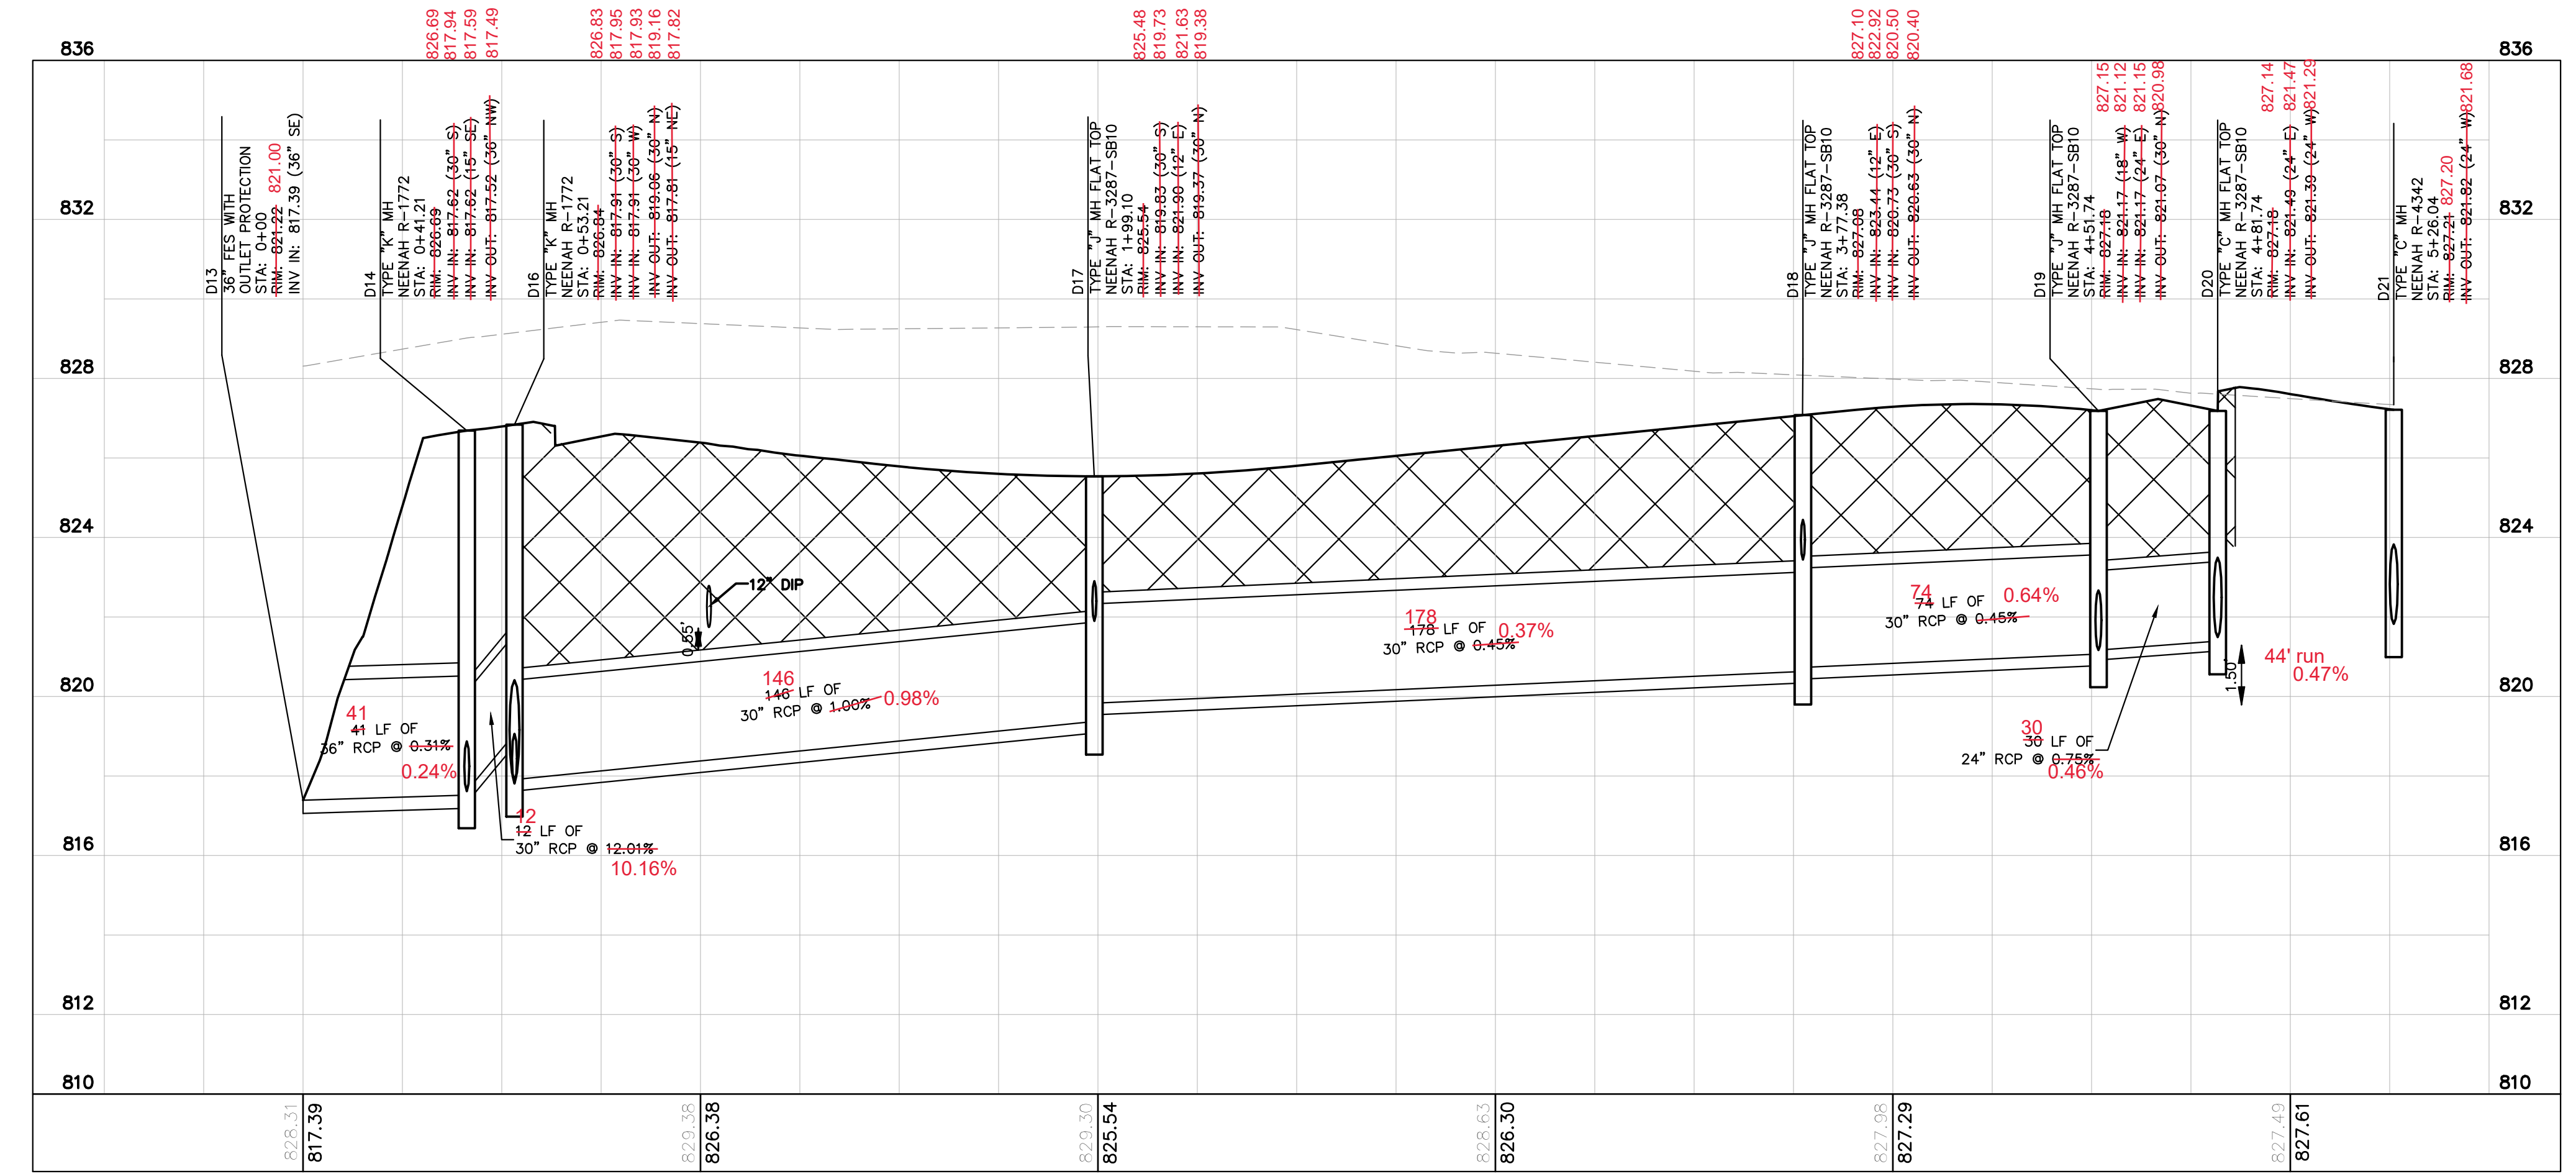 826.69
817.94
817.59
817.49
826.83
817.95
817.93
819.16
817.82
825.48
819.73
821.63
819.38
827.10
822.92
820.50
820.40
827.15
821.12
821.15
820.98
827.14
821.47
821.29
821.68
836
836
832
832
828
828
824
824
820
820
816
816
812
812
810
810
D13
36" FES WITH
OUTLET PROTECTION
STA: 0+00
RIM: 821.22 821.00
INV IN: 817.39 (36" SE)
D14
TYPE "K" MH
NEENAH R-1772
STA: 0+41.21
RIM: 826.69
INV IN: 817.62 (30" S)
INV IN: 817.62 (15" SE)
INV OUT: 817.52 (36" NW)
D16
TYPE "K" MH
NEENAH R-1772
STA: 0+53.21
RIM: 826.84
INV IN: 817.91 (30" S)
INV IN: 817.91 (30" W)
INV OUT: 819.06 (30" N)
INV OUT: 817.81 (15" NE)
D17
TYPE "J" MH FLAT TOP
NEENAH R-3287-SB10
STA: 1+99.10
RIM: 825.54
INV IN: 819.83 (30" S)
INV IN: 821.90 (12" E)
INV OUT: 819.37 (30" N)
D18
TYPE "J" MH FLAT TOP
NEENAH R-3287-SB10
STA: 3+77.38
RIM: 827.08
INV IN: 823.44 (12" E)
INV IN: 820.73 (30" S)
INV OUT: 820.63 (30" N)
D19
TYPE "J" MH FLAT TOP
NEENAH R-3287-SB10
STA: 4+51.74
RIM: 827.18
INV IN: 821.17 (18" W)
INV IN: 821.17 (24" E)
INV OUT: 821.07 (30" N)
D20
TYPE "C" MH FLAT TOP
NEENAH R-3287-SB10
STA: 4+81.74
RIM: 827.18
INV IN: 821.49 (24" E)
INV OUT: 821.39 (24" W)
D21
TYPE "C" MH
NEENAH R-4342
STA: 5+26.04
RIM: 827.21 827.20
INV OUT: 821.82 (24" W)
12" DIP
0.55'
41
41 LF OF
36" RCP @ 0.31%
0.24%
12
12 LF OF
30" RCP @ 12.01%
10.16%
146
146 LF OF
30" RCP @ 1.00% 0.98%
178
178 LF OF
30" RCP @ 0.45% 0.37%
74 0.64%
74 LF OF
30" RCP @ 0.45%
30
30 LF OF
24" RCP @ 0.75%
0.46%
1.50'
44' run
0.47%
828.31
817.39
829.38
826.38
829.30
825.54
828.63
826.30
827.98
827.29
827.49
827.61